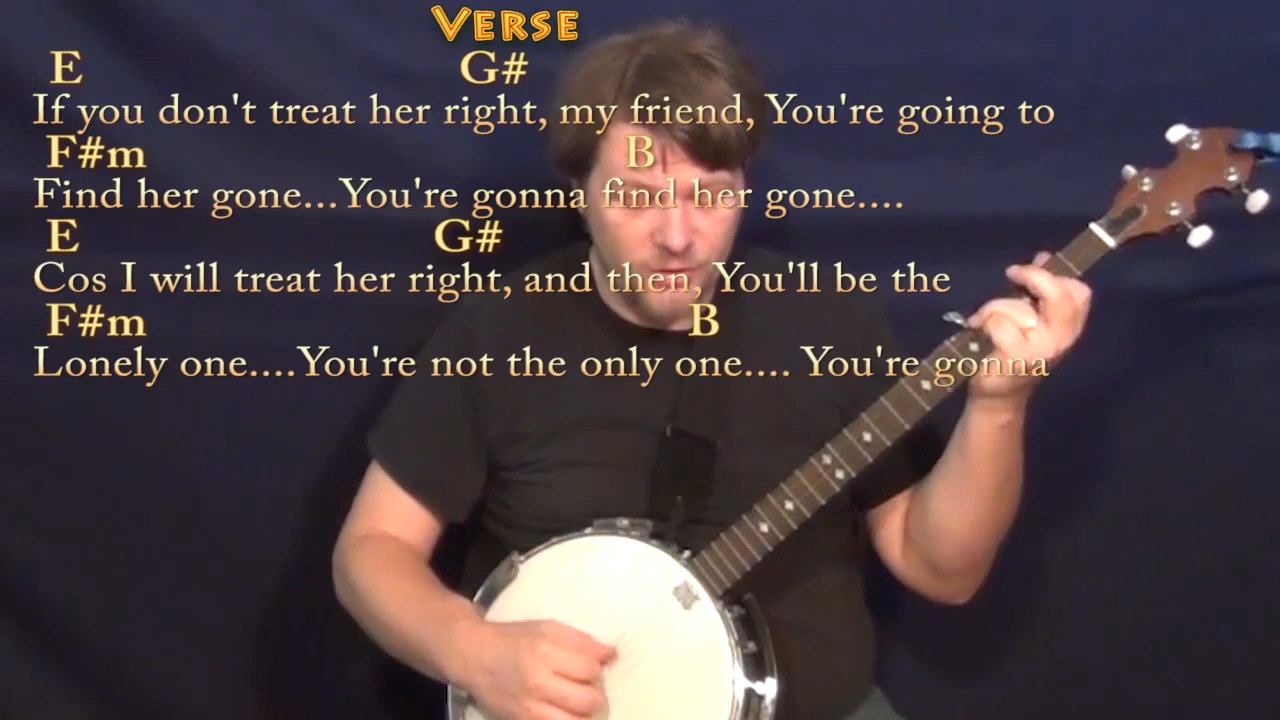 VERSE
E G#
If you don't treat her right, my friend, You're going to
F#m B
Find her gone...You're gonna find her gone....
E G#
Cos I will treat her right, and then, You'll be the
F#m B
Lonely one....You're not the only one.... You're gonna